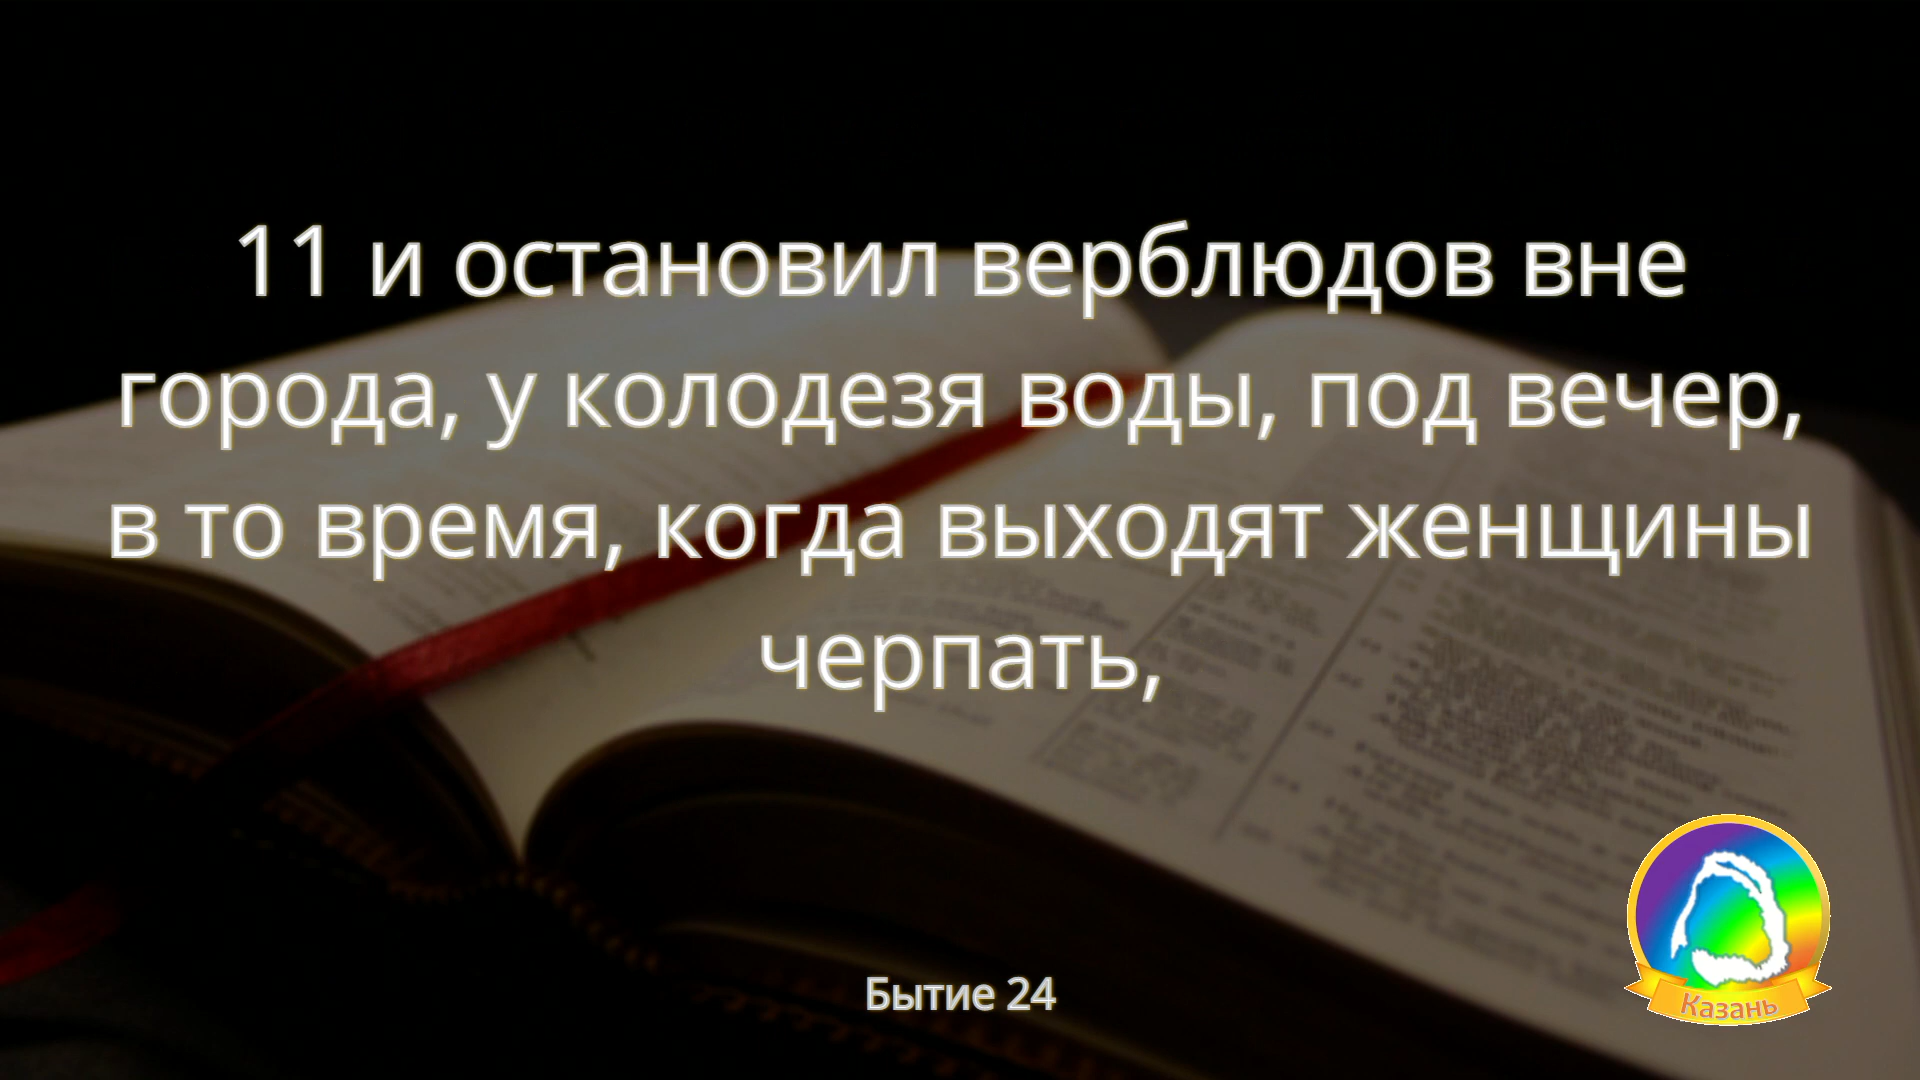 11 и остановил верблюдов вне
города, у колодезя воды, под вечер,
в то время, когда выходят женщины
черпать,
Бытие 24
Казань